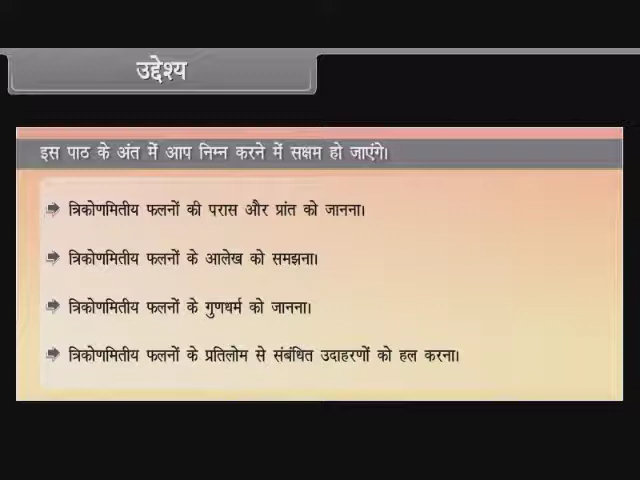 उद्देश्य
इस पाठ के अंत में आप निम्न करने में सक्षम हो जाएंगे।
त्रिकोणमितीय फलनों की परास और प्रांत को जानना।
त्रिकोणमितीय फलनों के आलेख को समझना।
त्रिकोणमितीय फलनों के गुणधर्म को जानना।
त्रिकोणमितीय फलनों के प्रतिलोम से संबंधित उदाहरणों को हल करना।